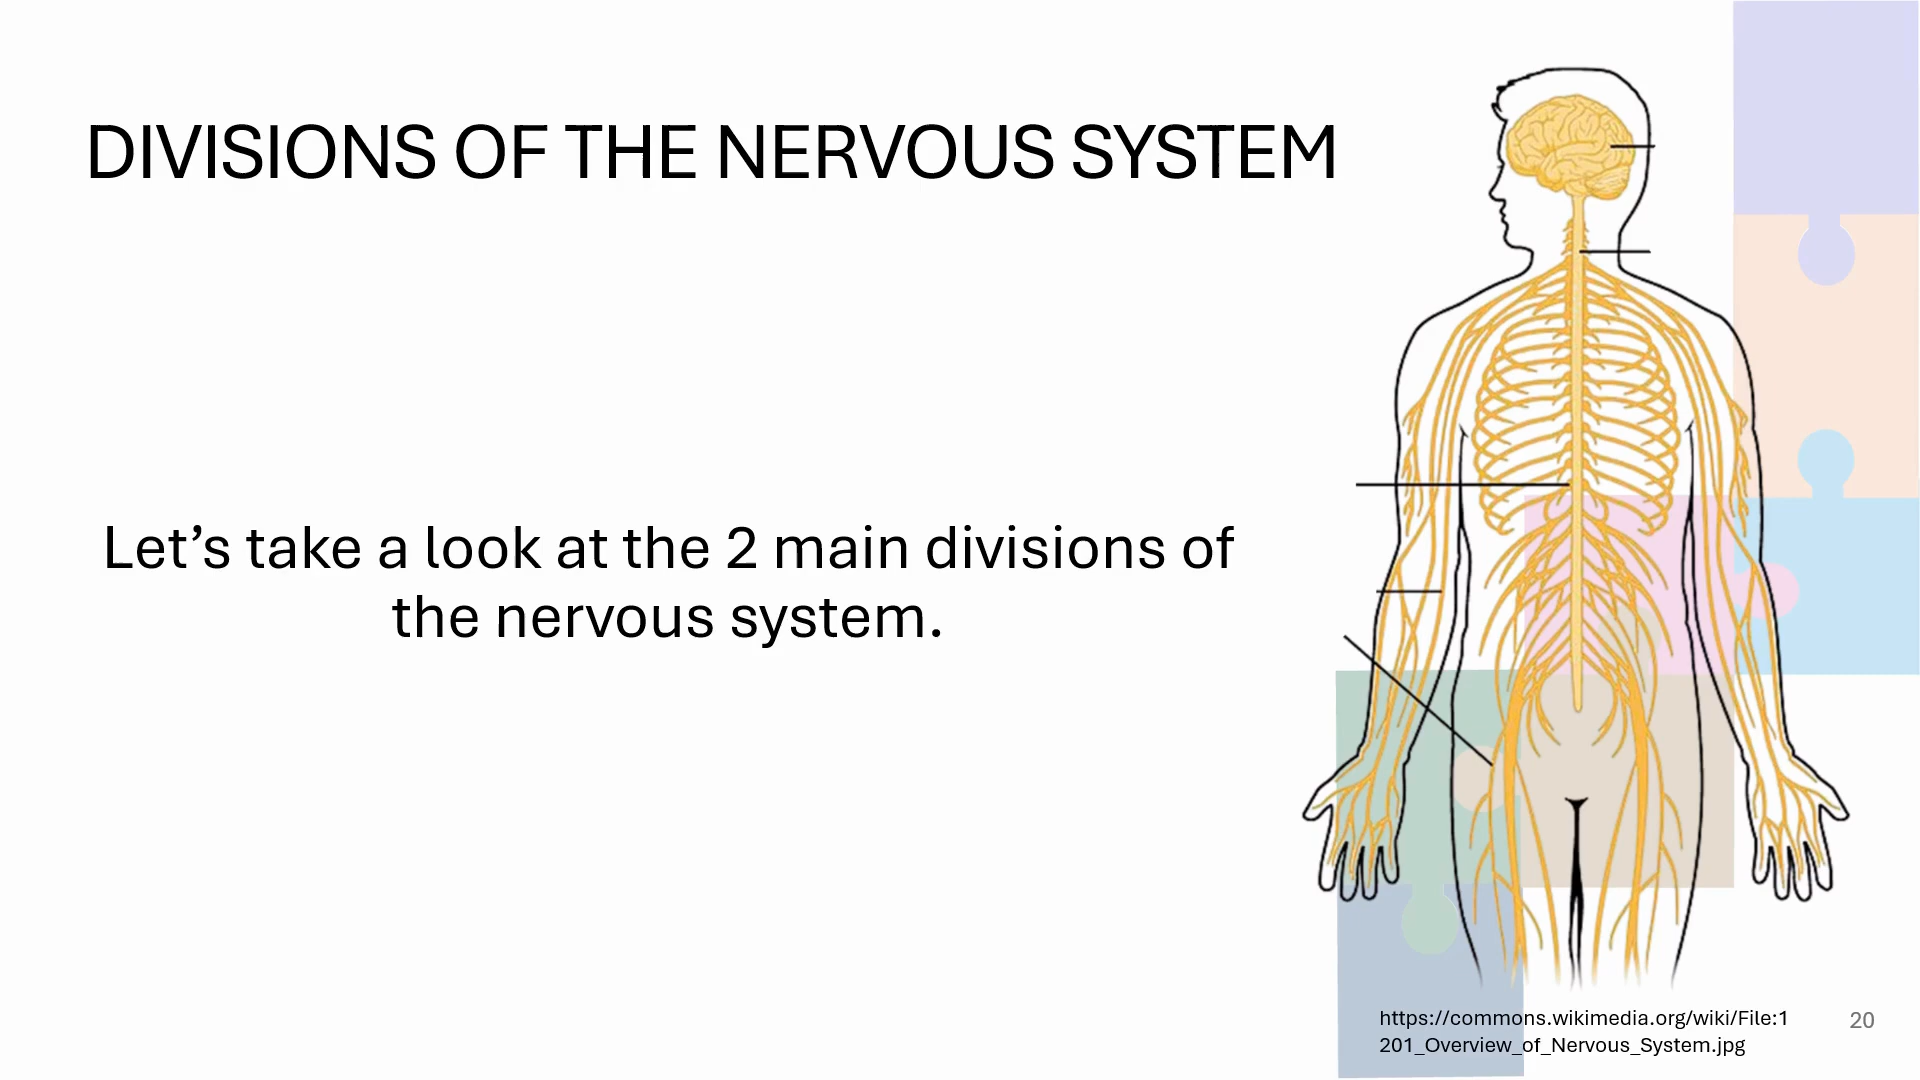 DIVISIONS OF THE NERVOUS SYSTEM
Let’s take a look at the 2 main divisions of
the nervous system.
https://commons.wikimedia.org/wiki/File:1
201_Overview_of_Nervous_System.jpg
20